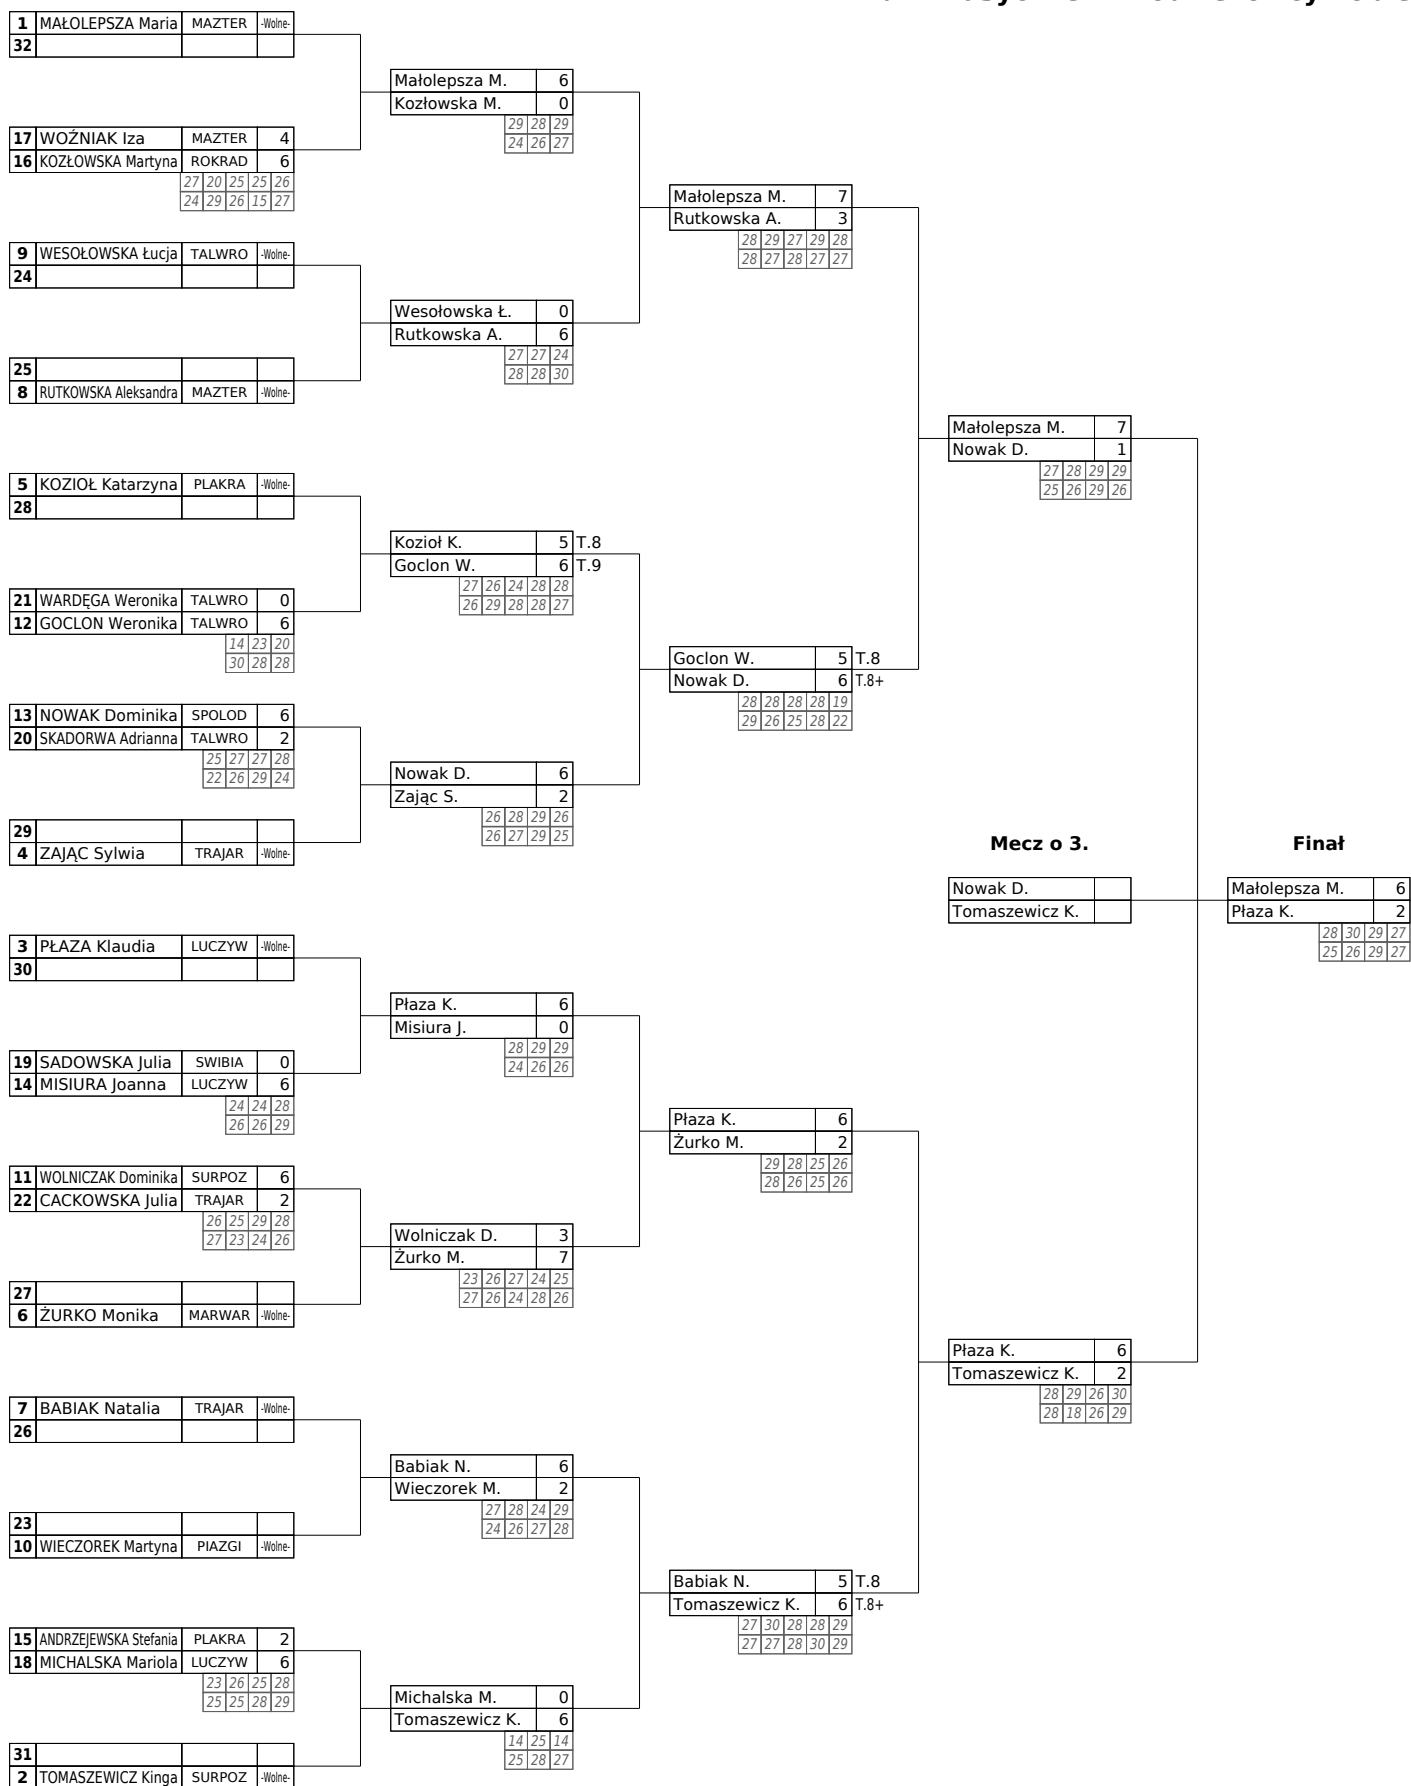 1 MAŁOLEPSZA Maria MAZTER -Wolne-
32
17 WOŹNIAK Iza MAZTER 4
16 KOZŁOWSKA Martyna ROKRAD 6
27 20 25 25 26
24 29 26 15 27
9 WESOŁOWSKA Łucja TALWRO -Wolne-
24
25
8 RUTKOWSKA Aleksandra MAZTER -Wolne-
5 KOZIOŁ Katarzyna PLAKRA -Wolne-
28
21 WARDĘGA Weronika TALWRO 0
12 GOCLON Weronika TALWRO 6
14 23 20
30 28 28
13 NOWAK Dominika SPOLOD 6
20 SKADORWA Adrianna TALWRO 2
25 27 27 28
22 26 29 24
29
4 ZAJĄC Sylwia TRAJAR -Wolne-
3 PŁAZA Klaudia LUCZYW -Wolne-
30
19 SADOWSKA Julia SWIBIA 0
14 MISIURA Joanna LUCZYW 6
24 24 28
26 26 29
11 WOLNICZAK Dominika SURPOZ 6
22 CACKOWSKA Julia TRAJAR 2
26 25 29 28
27 23 24 26
27
6 ŻURKO Monika MARWAR -Wolne-
7 BABIAK Natalia TRAJAR -Wolne-
26
23
10 WIECZOREK Martyna PIAZGI -Wolne-
15 ANDRZEJEWSKA Stefania PLAKRA 2
18 MICHALSKA Mariola LUCZYW 6
23 26 25 28
25 25 28 29
31
2 TOMASZEWICZ Kinga SURPOZ -Wolne-
Małolepsza M. 6
Kozłowska M. 0
29 28 29
24 26 27
Wesołowska Ł. 0
Rutkowska A. 6
27 27 24
28 28 30
Kozioł K. 5 T.8
Goclon W. 6 T.9
27 26 24 28 28
26 29 28 28 27
Nowak D. 6
Zając S. 2
26 28 29 26
26 27 29 25
Płaza K. 6
Misiura J. 0
28 29 29
24 26 26
Wolniczak D. 3
Żurko M. 7
23 26 27 24 25
27 26 24 28 26
Babiak N. 6
Wieczorek M. 2
27 28 24 29
24 26 27 28
Michalska M. 0
Tomaszewicz K. 6
14 25 14
25 28 27
Małolepsza M. 7
Rutkowska A. 3
28 29 27 29 28
28 27 28 27 27
Goclon W. 5 T.8
Nowak D. 6 T.8+
28 28 28 28 19
29 26 25 28 22
Płaza K. 6
Żurko M. 2
29 28 25 26
28 26 25 26
Babiak N. 5 T.8
Tomaszewicz K. 6 T.8+
27 30 28 28 29
27 27 28 30 29
Małolepsza M. 7
Nowak D. 1
27 28 29 29
25 26 29 26
Mecz o 3.
Nowak D.
Tomaszewicz K.
Płaza K. 6
Tomaszewicz K. 2
28 29 26 30
28 18 26 29
Finał
Małolepsza M. 6
Płaza K. 2
28 30 29 27
25 26 29 27